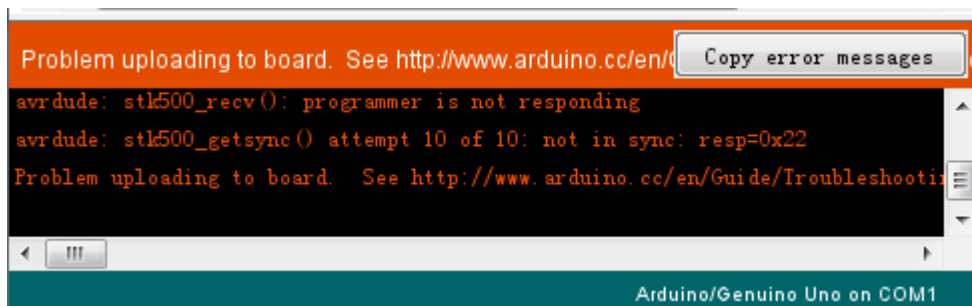 Problem uploading to board. See http://www.arduino.cc/en/
Copy error messages
avrdude: stk500_recv(): programmer is not responding
avrdude: stk500_getsync() attempt 10 of 10: not in sync: resp=0x22
Problem uploading to board. See http://www.arduino.cc/en/Guide/Troubleshootin
Arduino/Genuino Uno on COM1